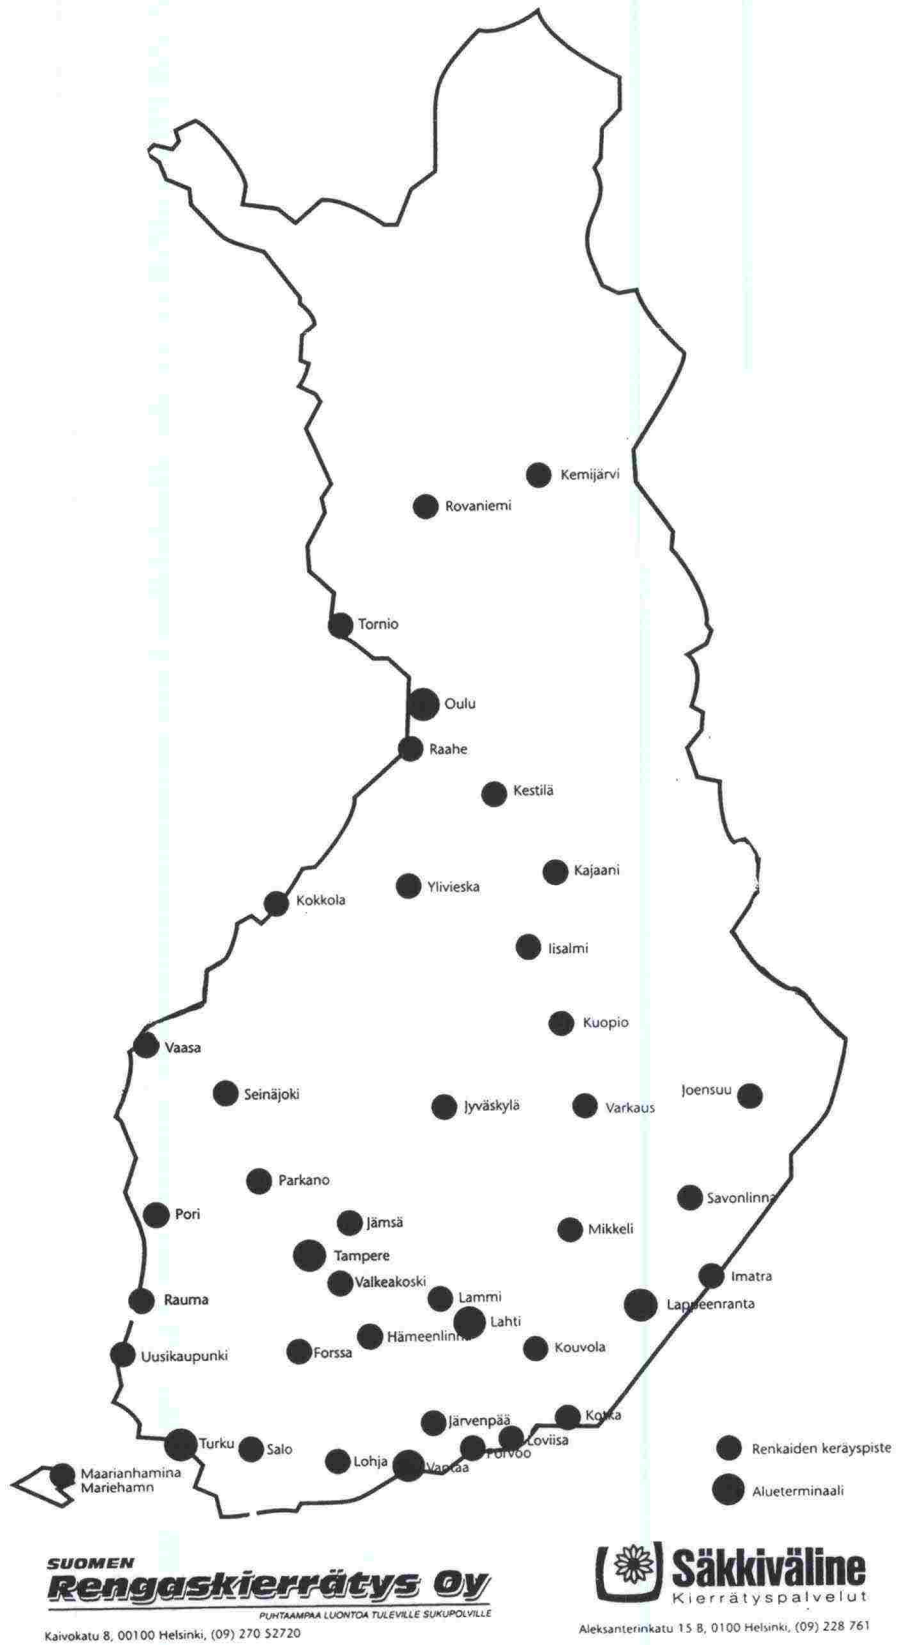 Kemijärvi
Rovaniemi
Tornio
Oulu
Raahe
Kestilä
Kajaani
Ylivieska
Kokkola
Iisalmi
Kuopio
Vaasa
Seinäjoki
Jyväskylä
Varkaus
Joensuu
Parkano
Savonlinna
Pori
Jämsä
Mikkeli
Tampere
Valkeakoski
Imatra
Rauma
Lammi
Lappeenranta
Lahti
Hämeenlinna
Forssa
Kouvola
Uusikaupunki
Järvenpää
Kotka
Turku
Salo
Loviisa
Porvoo
Lohja
Vantaa
Maarianhamina
Mariehamn
Renkaiden keräyspiste
Alueterminaali
SUOMEN
Rengaskierrätys Oy
PUHTAAMPAA LUONTOA TULEVILLE SUKUPOLVILLE
Kaivokatu 8, 00100 Helsinki, (09) 270 52720
Säkkiväline
Kierrätyspalvelut
Aleksanterinkatu 15 B, 0100 Helsinki, (09) 228 761